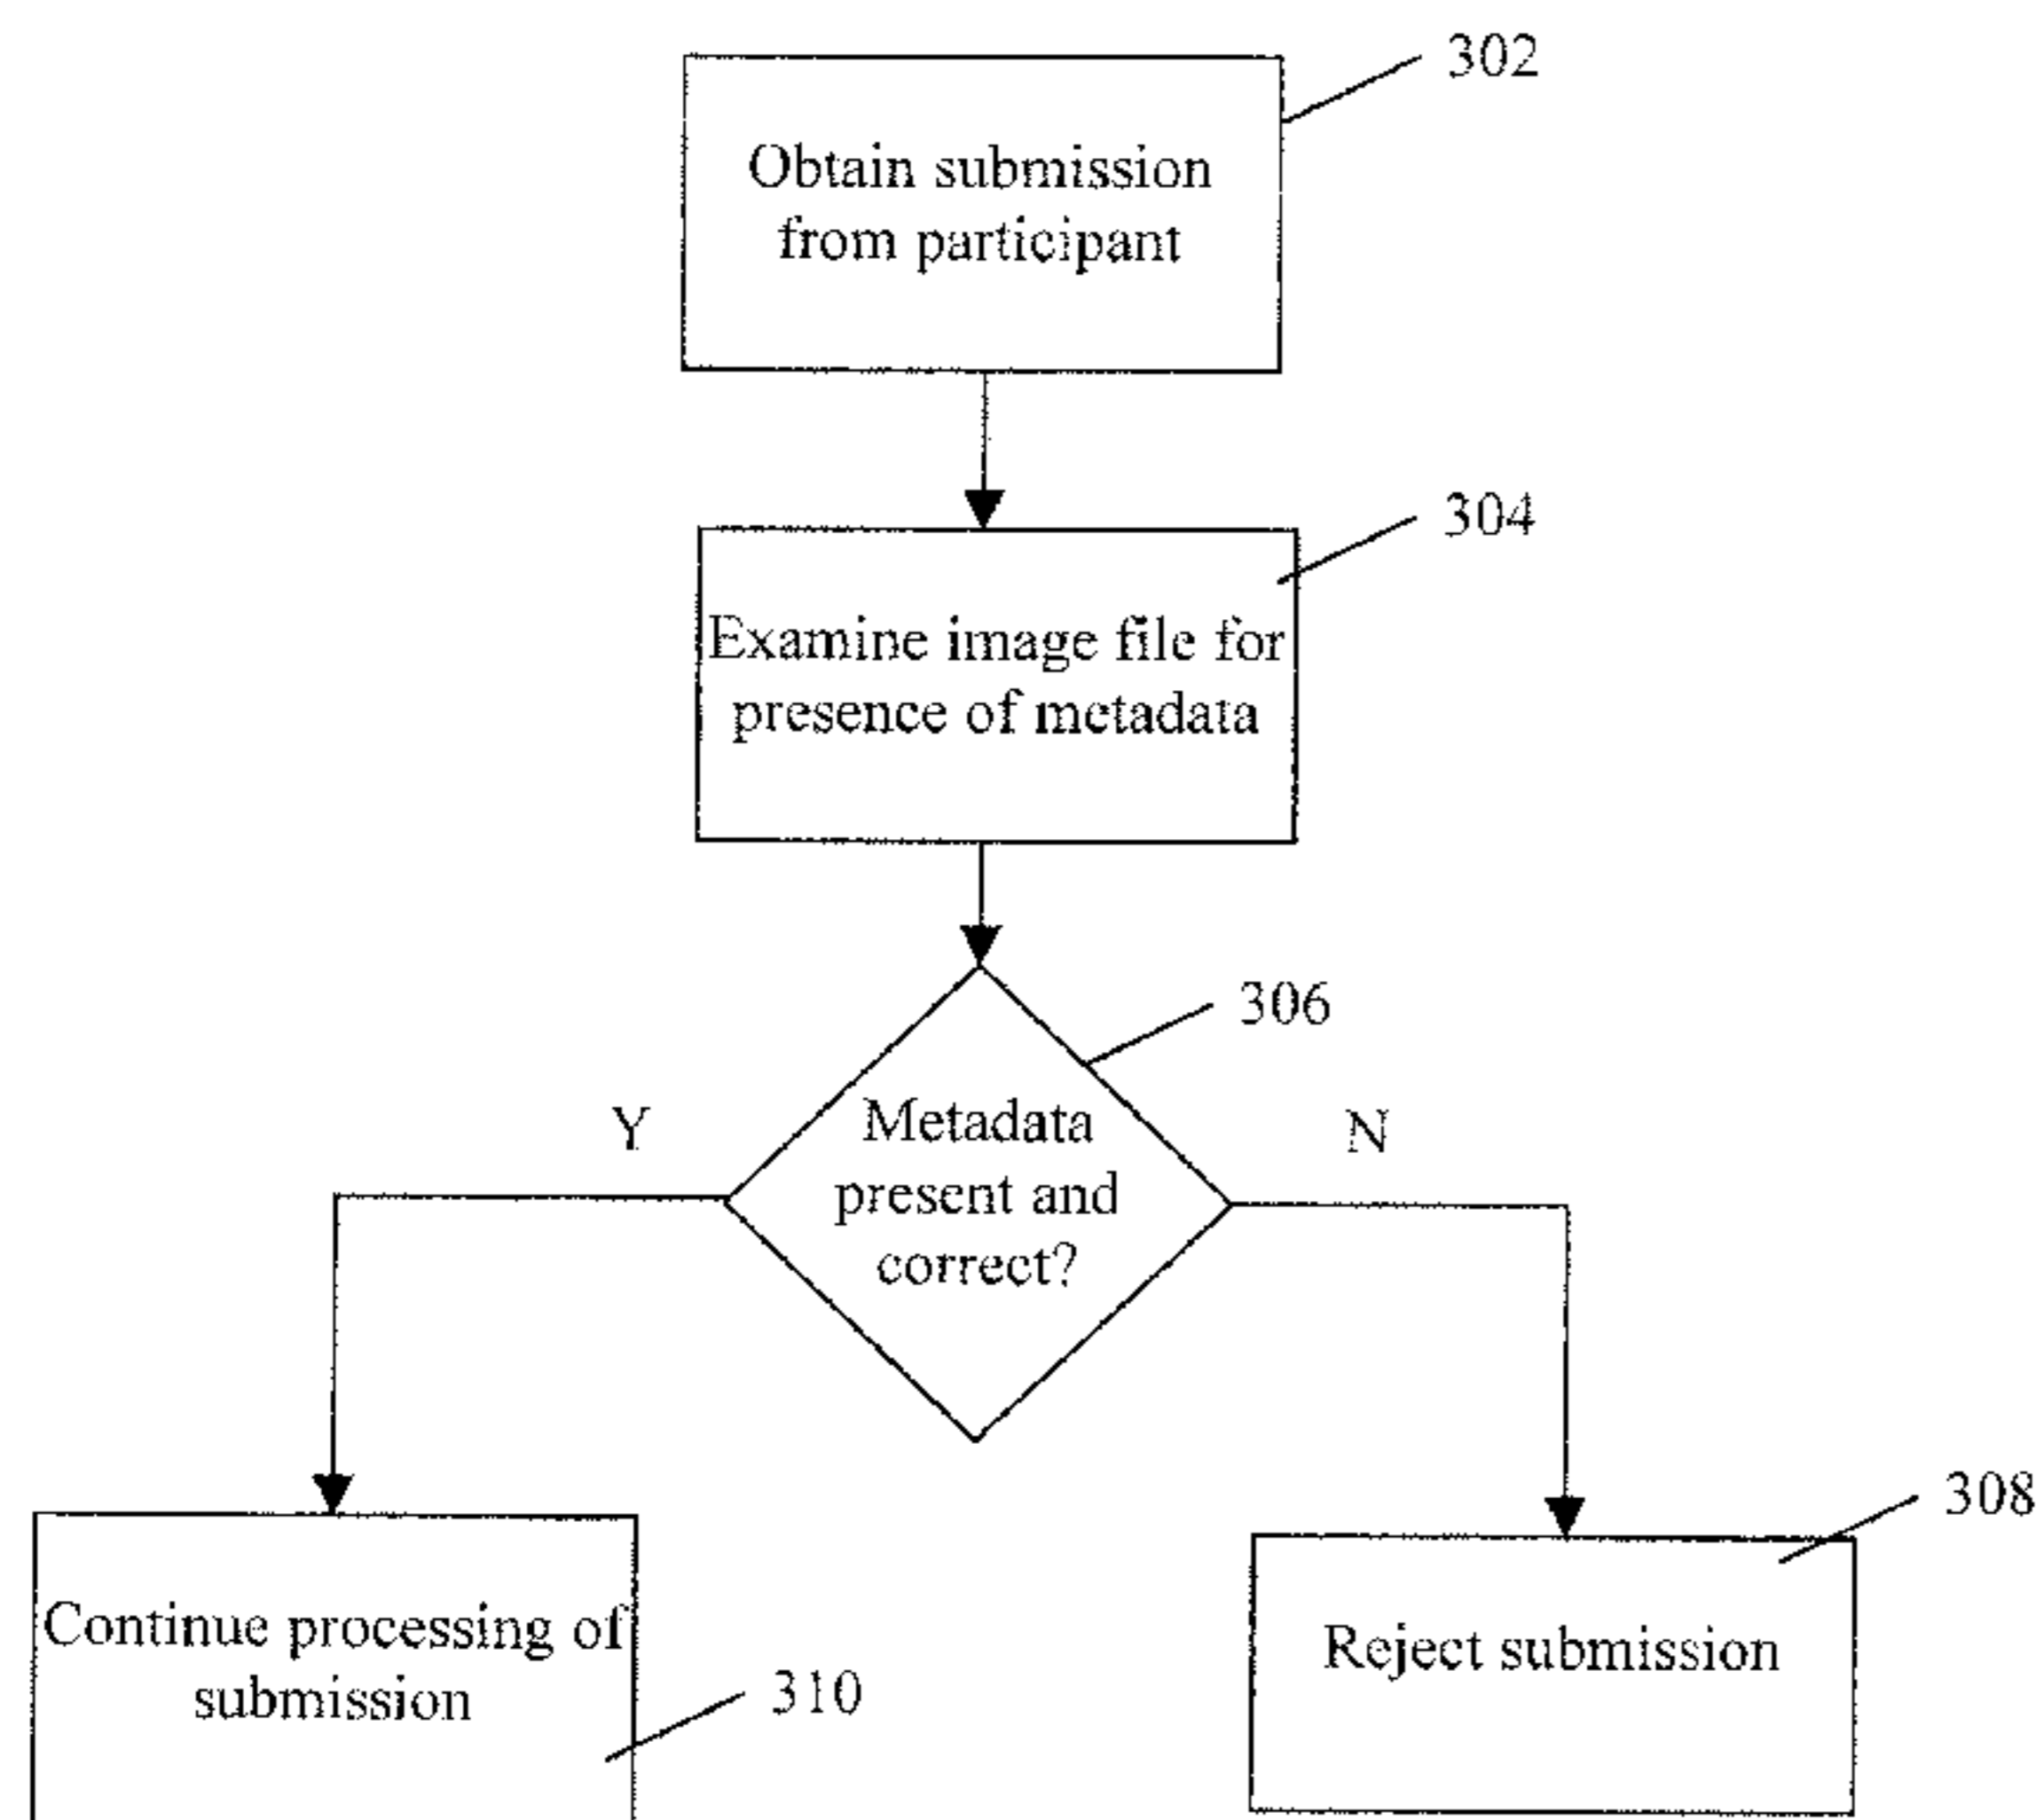 302
Obtain submission
from participant
304
Examine image file for
presence of metadata
306
Y
Metadata
present and
correct?
N
308
Continue processing of
submission
310
Reject submission